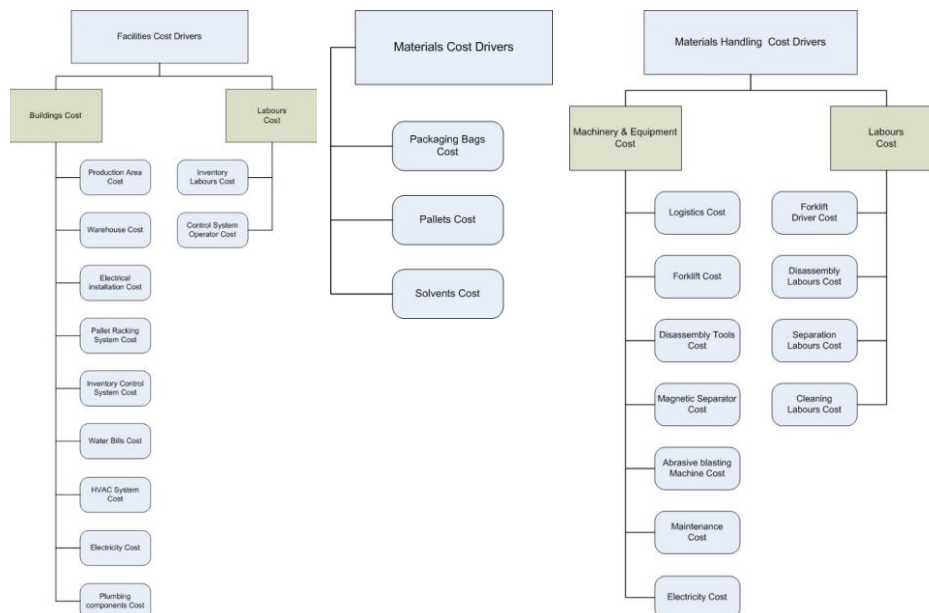 Facilities Cost Drivers
Buildings Cost
Labours
Cost
Production Area
Cost
Warehouse Cost
Electrical
installation Cost
Pallet Racking
System Cost
Inventory Control
System Cost
Water Bills Cost
HVAC System
Cost
Electricity Cost
Plumbing
components Cost
Inventory
Labours Cost
Control System
Operator Cost
Materials Cost Drivers
Packaging Bags
Cost
Pallets Cost
Solvents Cost
Materials Handling Cost Drivers
Machinery & Equipment
Cost
Labours
Cost
Logistics Cost
Forklift Cost
Disassembly Tools
Cost
Magnetic Separator
Cost
Abrasive blasting
Machine Cost
Maintenance
Cost
Electricity Cost
Forklift
Driver Cost
Disassembly
Labours Cost
Separation
Labours Cost
Cleaning
Labours Cost